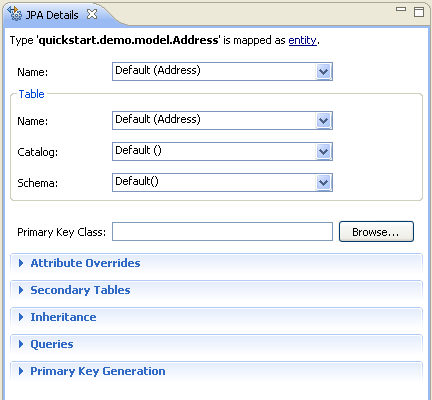 JPA Details
Type 'quickstart.demo.model.Address' is mapped as entity.
Name: Default (Address)
Table
Name: Default (Address)
Catalog: Default ()
Schema: Default()
Primary Key Class: Browse...
Attribute Overrides
Secondary Tables
Inheritance
Queries
Primary Key Generation